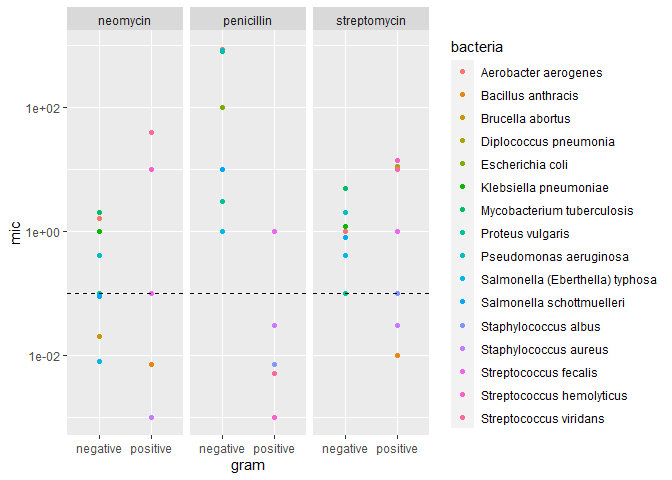 neomycin penicillin streptomycin
bacteria
Aerobacter aerogenes
Bacillus anthracis
Brucella abortus
Diplococcus pneumonia
Escherichia coli
Klebsiella pneumoniae
Mycobacterium tuberculosis
Proteus vulgaris
Pseudomonas aeruginosa
Salmonella (Eberthella) typhosa
Salmonella schottmuelleri
Staphylococcus albus
Staphylococcus aureus
Streptococcus fecalis
Streptococcus hemolyticus
Streptococcus viridans
1e+02
1e+00
1e-02
mic
negative positive negative positive negative positive
gram